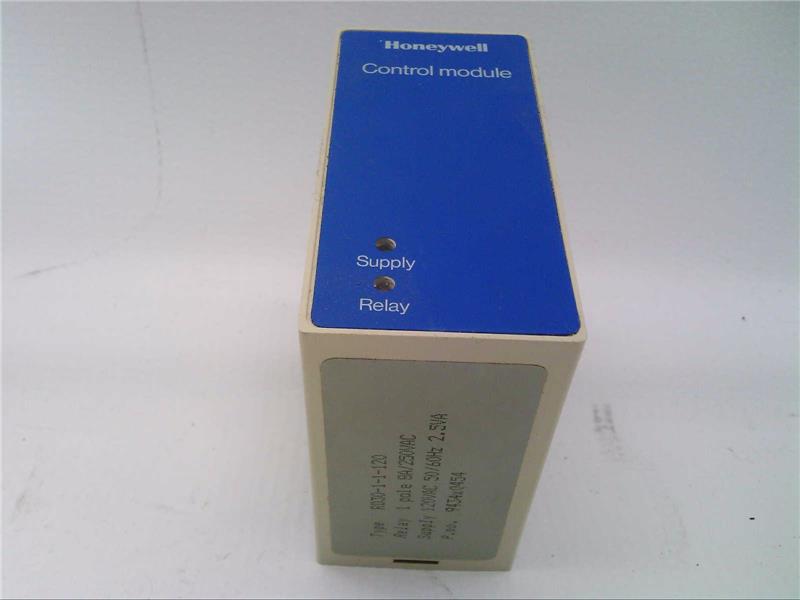 Honeywell
Control module
Supply
Relay
Type R030-1-1-120
Relay 1 pole 8A/250VAC
Supply 120VAC 50/60Hz 2.5VA
P.no.